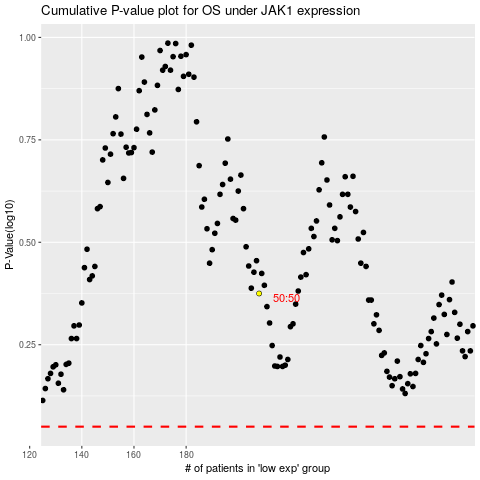 Cumulative P-value plot for OS under JAK1 expression
P-Value(log10)
1.00
0.75
0.50
0.25
50:50
120 140 160 180
# of patients in 'low exp' group